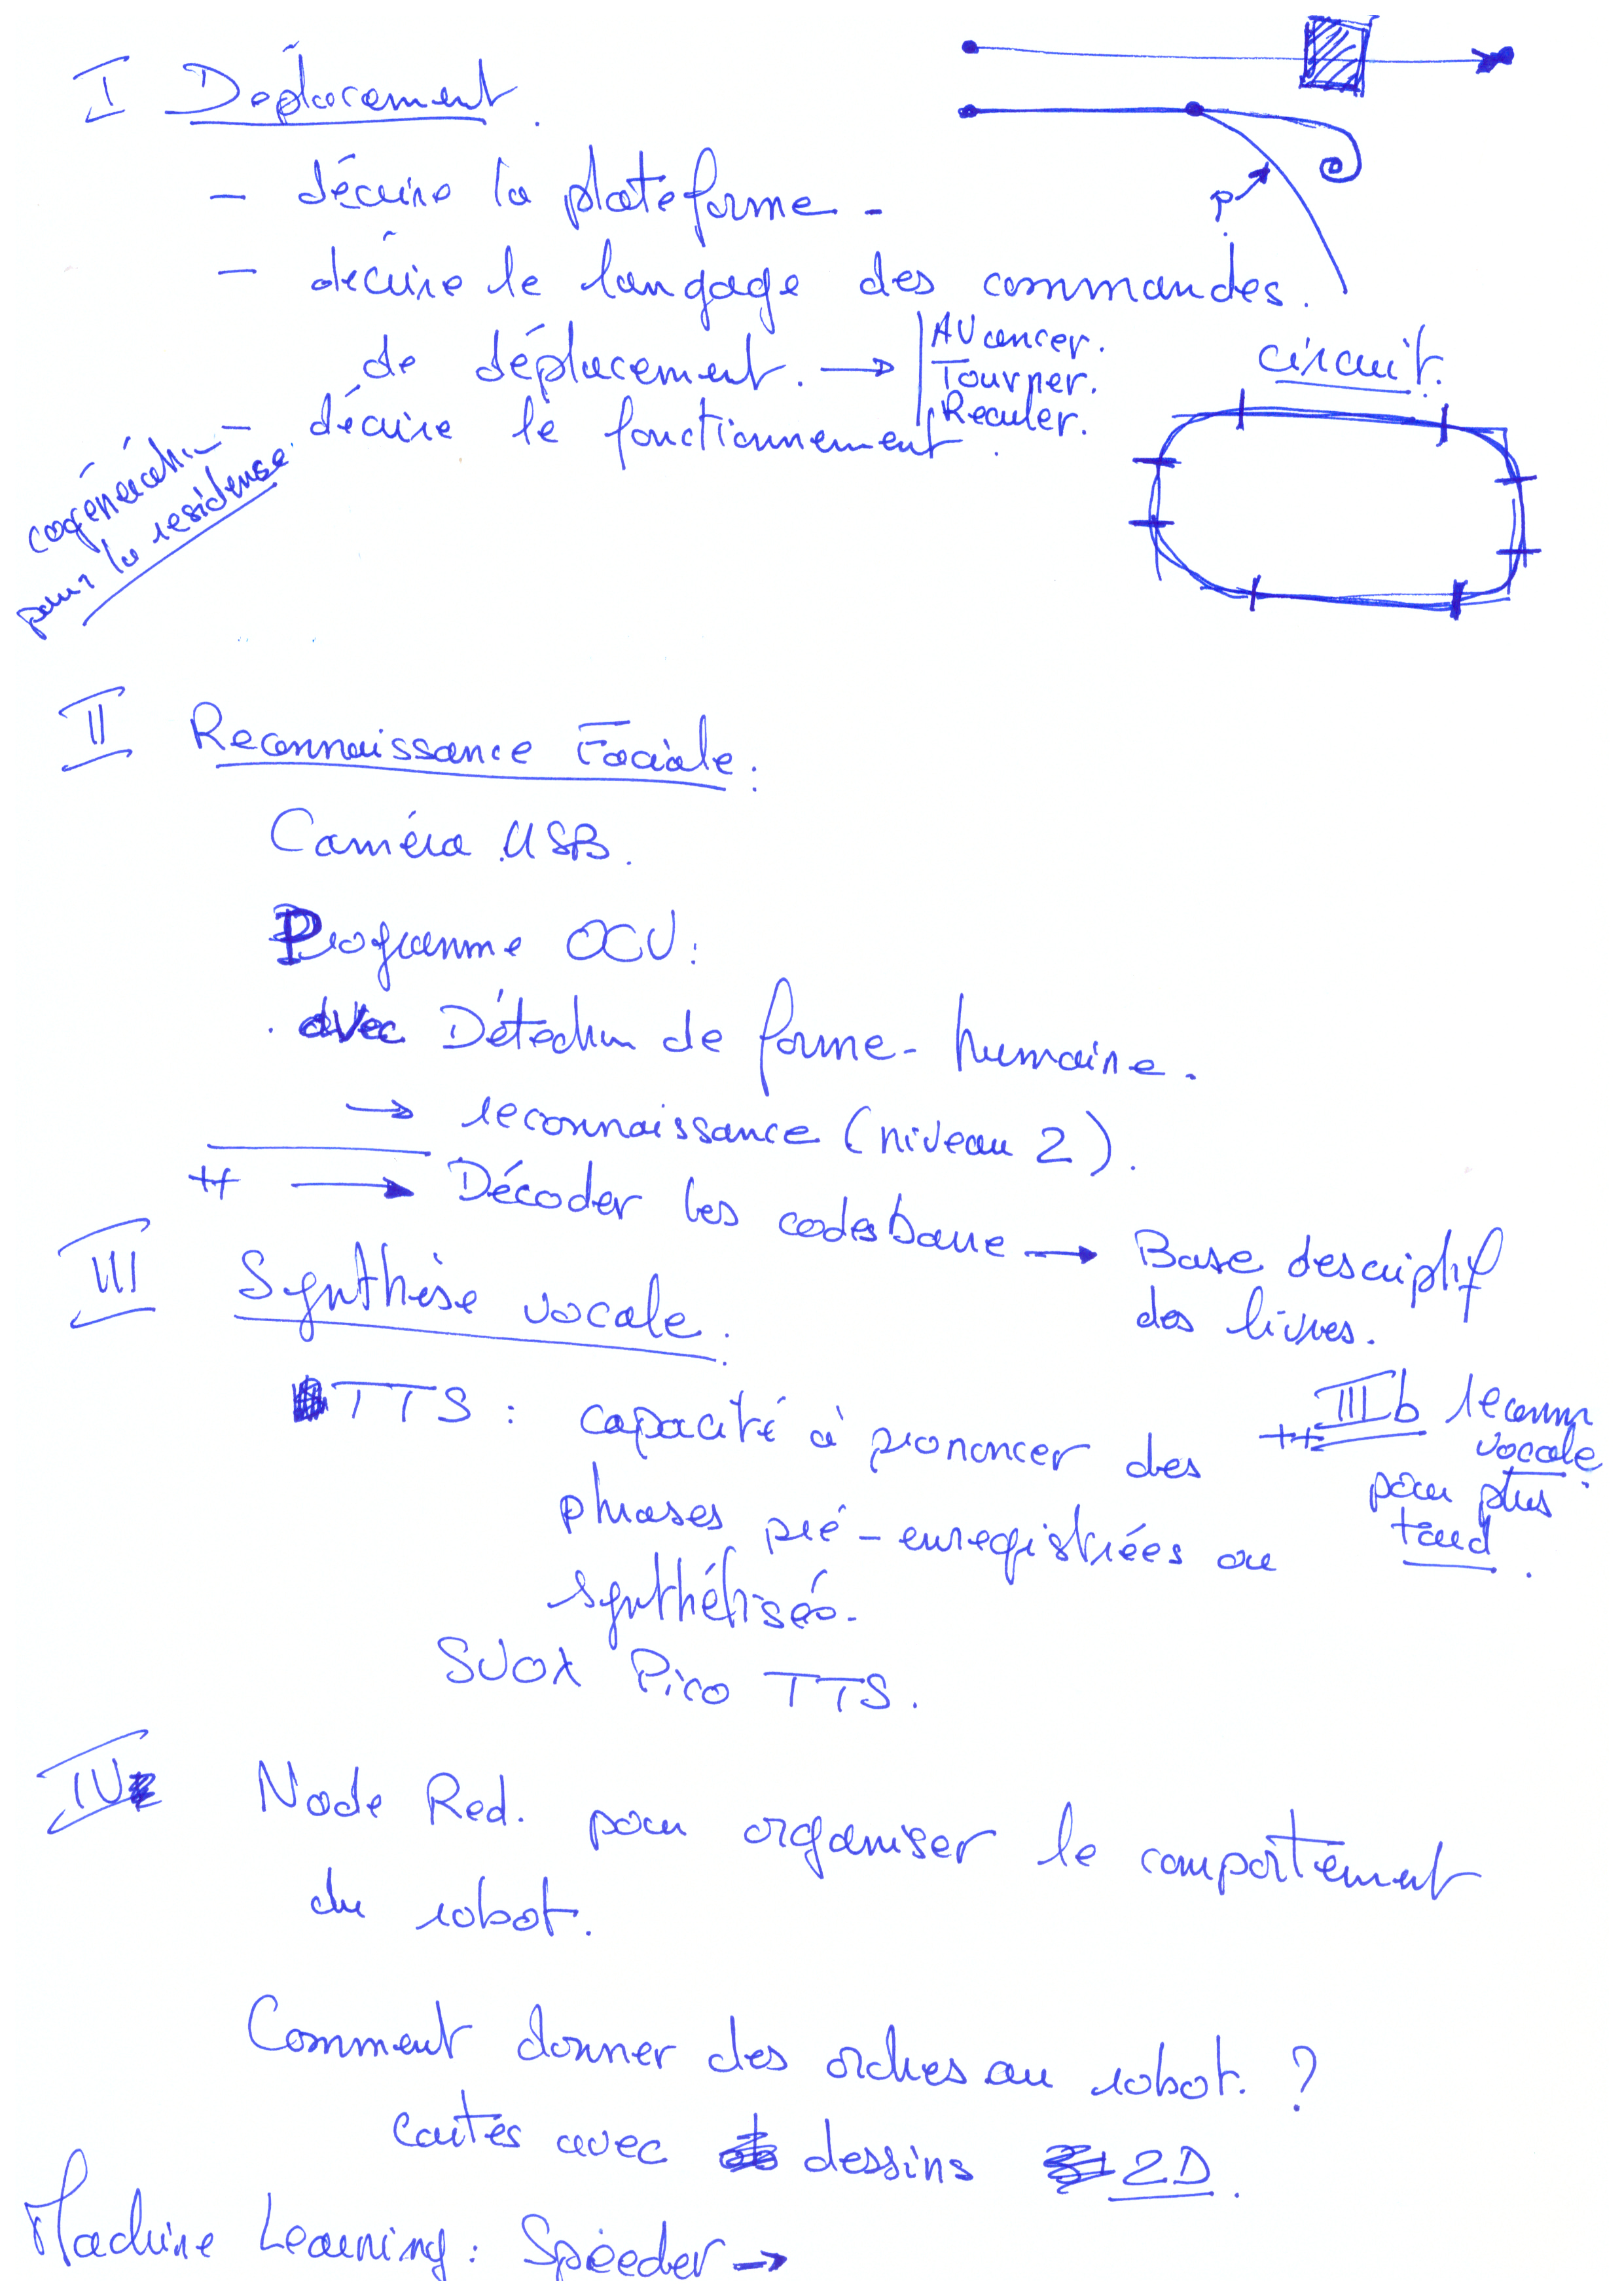 I Déplacement.
- décrire la plateforme -
P
- décrire le langage des commandes.
de déplacement. → AVancer.
Tourner.
Reculer.
circuit.
- décrire le fonctionnement.
pour la residence
II Reconnaissance Faciale :
Caméra USB.
Programme OCV :
. avec Détection de forme - humaine.
→ reconnaissance (niveau 2).
++ → Décoder les codes barre → Base descriptif
des livres.
III Synthèse vocale.
TTS : capacité à prononcer des
phrases pré-enregistrées ou
synthétisés.
SVOX Pico TTS.
++ III b reconn
vocale
pour plus
tard.
IV Node Red. pour organiser le comportement
du robot.
Comment donner des ordres au robot. ?
cartes avec dessins 2D.
Machine Learning : Speeder →